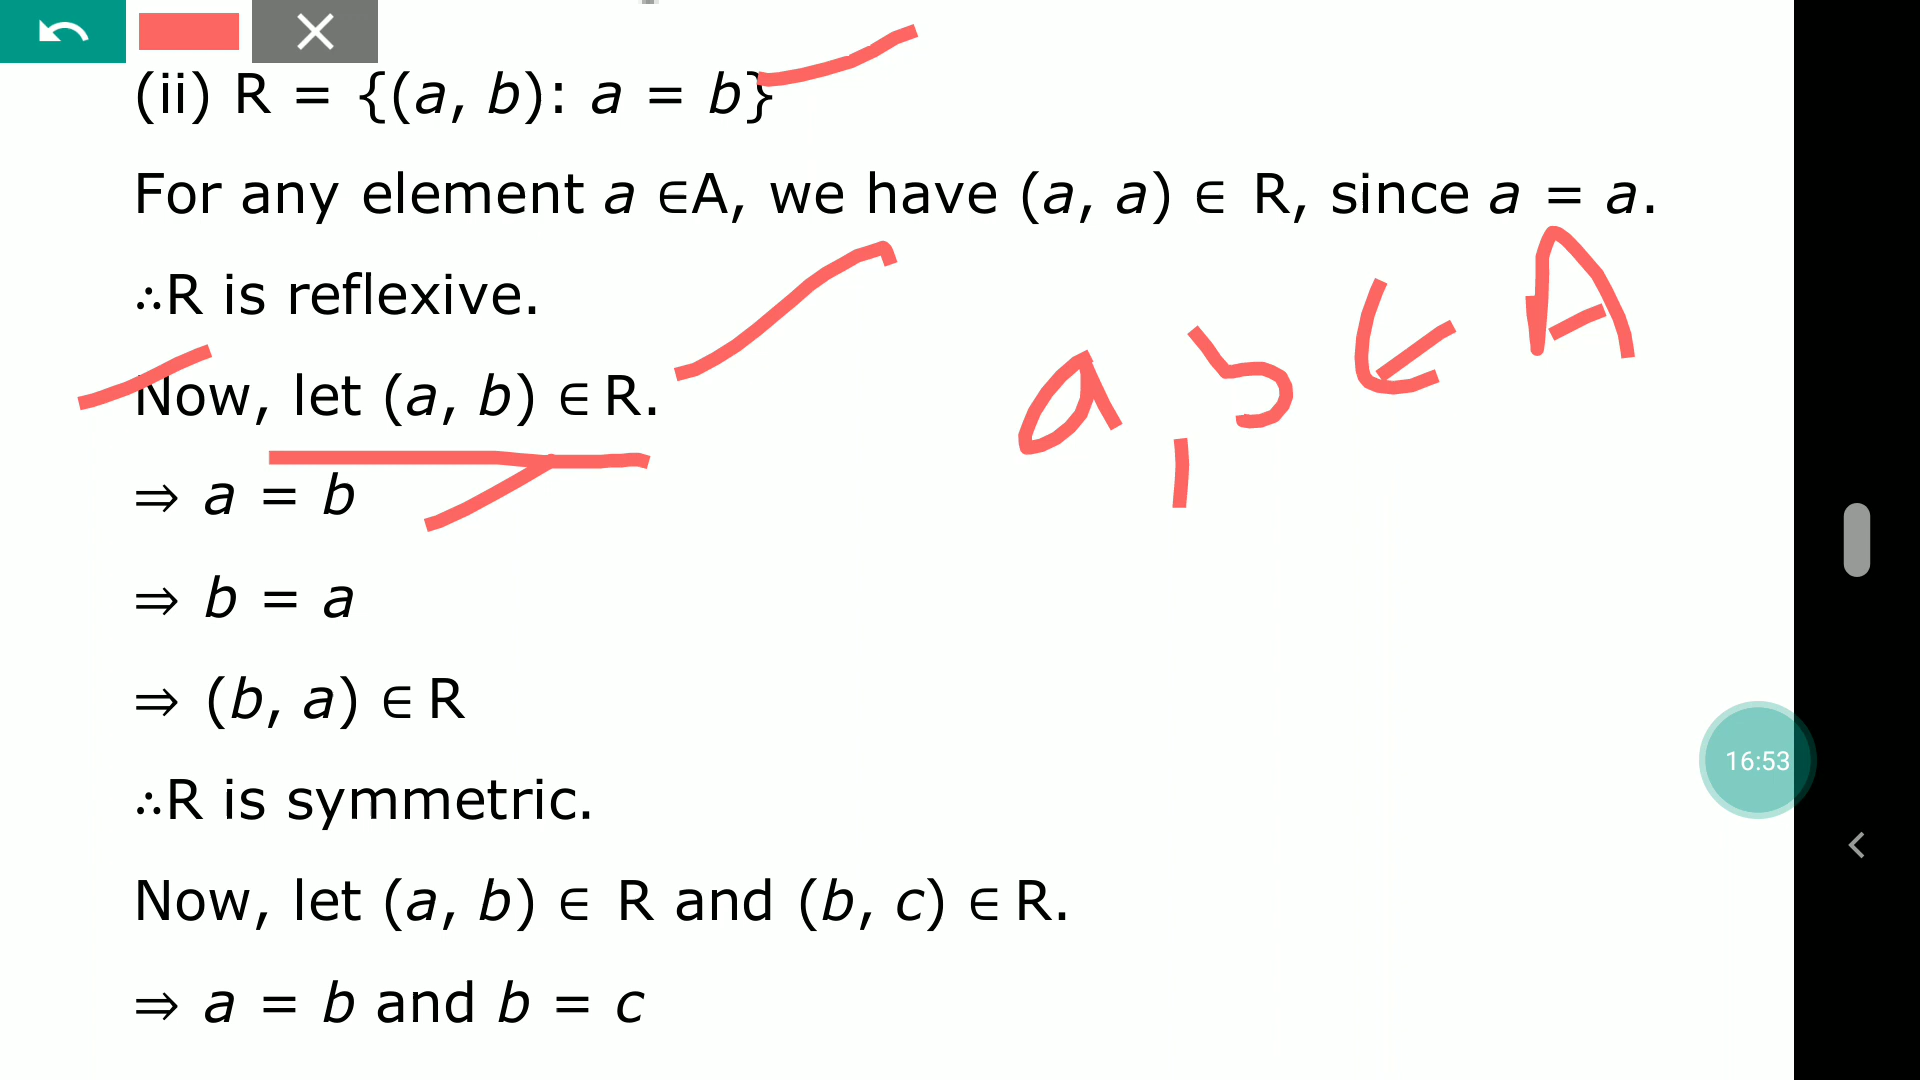 (ii) R = {(a, b): a = b}
For any element a ∈A, we have (a, a) ∈ R, since a = a.
∴R is reflexive.
a, b ∈ A
Now, let (a, b) ∈ R.
⇒ a = b
⇒ b = a
⇒ (b, a) ∈ R
16:53
∴R is symmetric.
Now, let (a, b) ∈ R and (b, c) ∈ R.
⇒ a = b and b = c